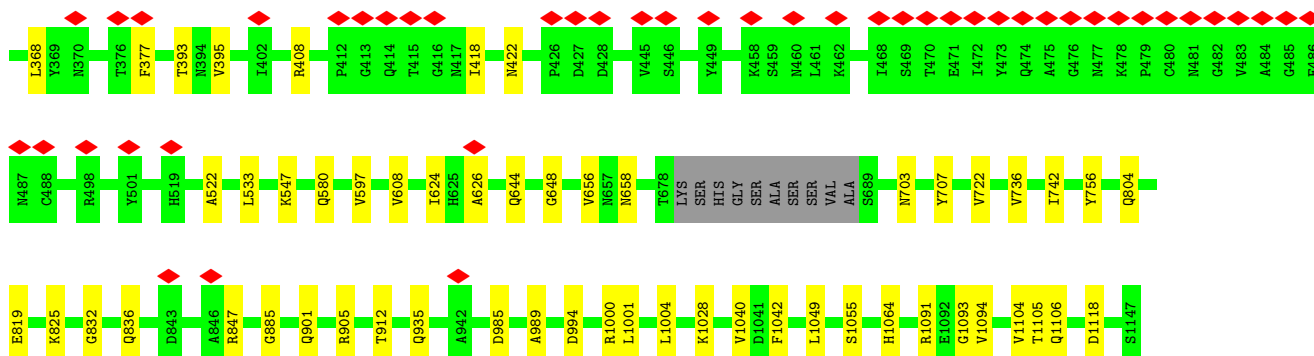 L368 Y369 N370 T376 F377 T393 N394 V395 I402 R408 P412 G413 Q414 T415 G416 N417 I418 N422 P426 D427 D428 V445 S446 Y449 K458 S459 N460 L461 K462 I468 S469 T470 E471 I472 Y473 Q474 A475 G476 N477 K478 P479 C480 N481 G482 V483 A484 G485 F486
N487 C488 R498 Y501 H519 A522 L533 K547 Q580 V597 V608 I624 H625 A626 Q644 G648 V656 N657 N658 T678 LYS SER HIS GLY SER ALA SER SER VAL ALA S689 N703 Y707 V722 V736 I742 Y756 Q804
E819 K825 G832 Q836 D843 A846 R847 G885 Q901 R905 T912 Q935 A942 D985 A989 D994 R1000 L1001 L1004 K1028 V1040 D1041 F1042 L1049 S1055 H1064 R1091 E1092 G1093 V1094 V1104 T1105 Q1106 D1118 S1147